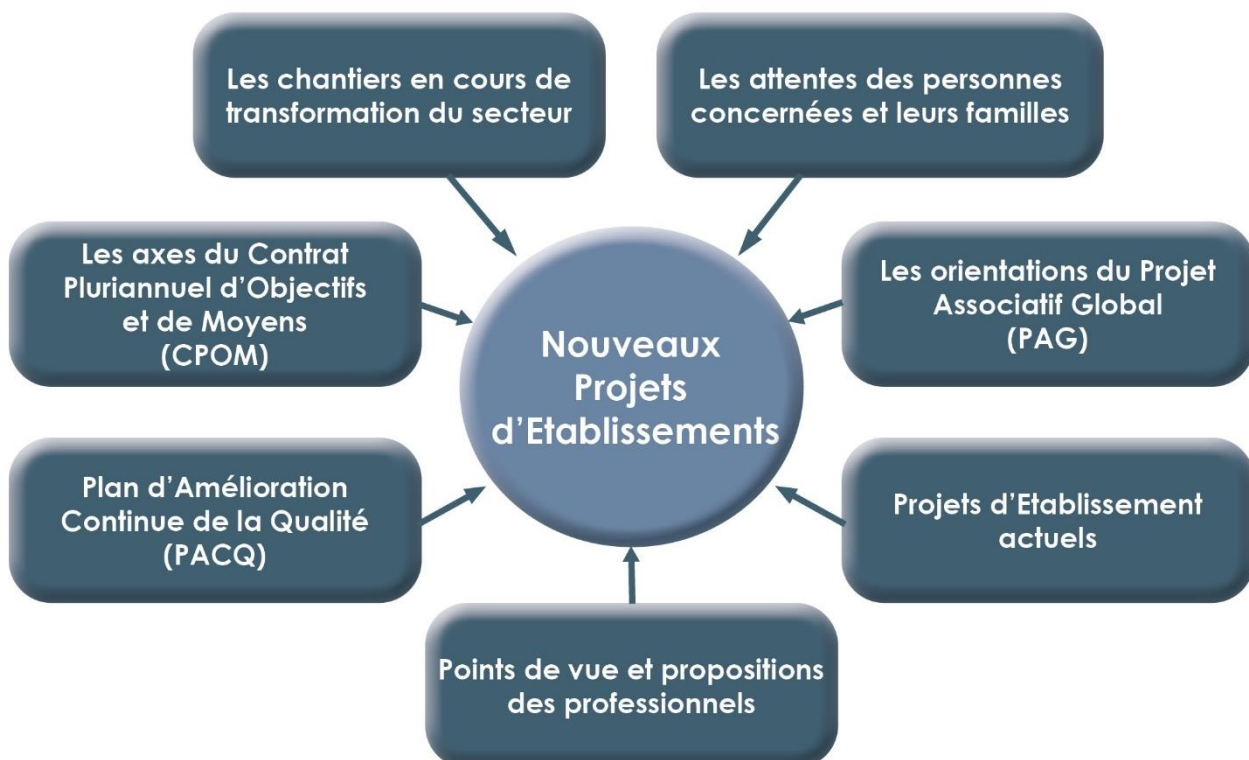 Les chantiers en cours de
transformation du secteur
Les attentes des personnes
concernées et leurs familles
Les axes du Contrat
Pluriannuel d’Objectifs
et de Moyens
(CPOM)
Les orientations du Projet
Associatif Global
(PAG)
Nouveaux
Projets
d’Etablissements
Plan d’Amélioration
Continue de la Qualité
(PACQ)
Projets d’Etablissement
actuels
Points de vue et propositions
des professionnels